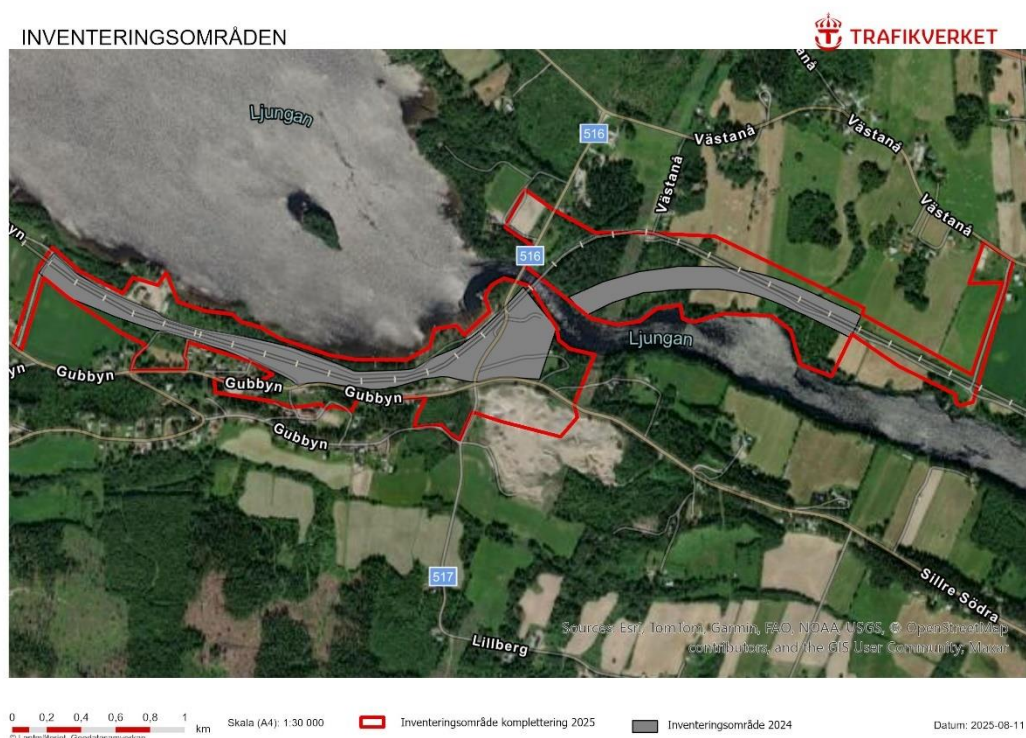 INVENTERINGSOMRÅDEN
TRAFIKVERKET
Ljungan
516
Västanå
Västanå
Västanå
Västanå
Västanå
516
Ljungan
Gubbyn
Gubbyn
Gubbyn
Gubbyn
517
Lillberg
Sillre Södra
Sources: Esri, TomTom, Garmin, FAO, NOAA, USGS, © OpenStreetMap
contributors, and the GIS User Community, Maxar
0 0,2 0,4 0,6 0,8 1
km
Skala (A4): 1:30 000
Inventeringsområde komplettering 2025
Inventeringsområde 2024
Datum: 2025-08-11
© Lantmäteriet, Geodatasamverkan